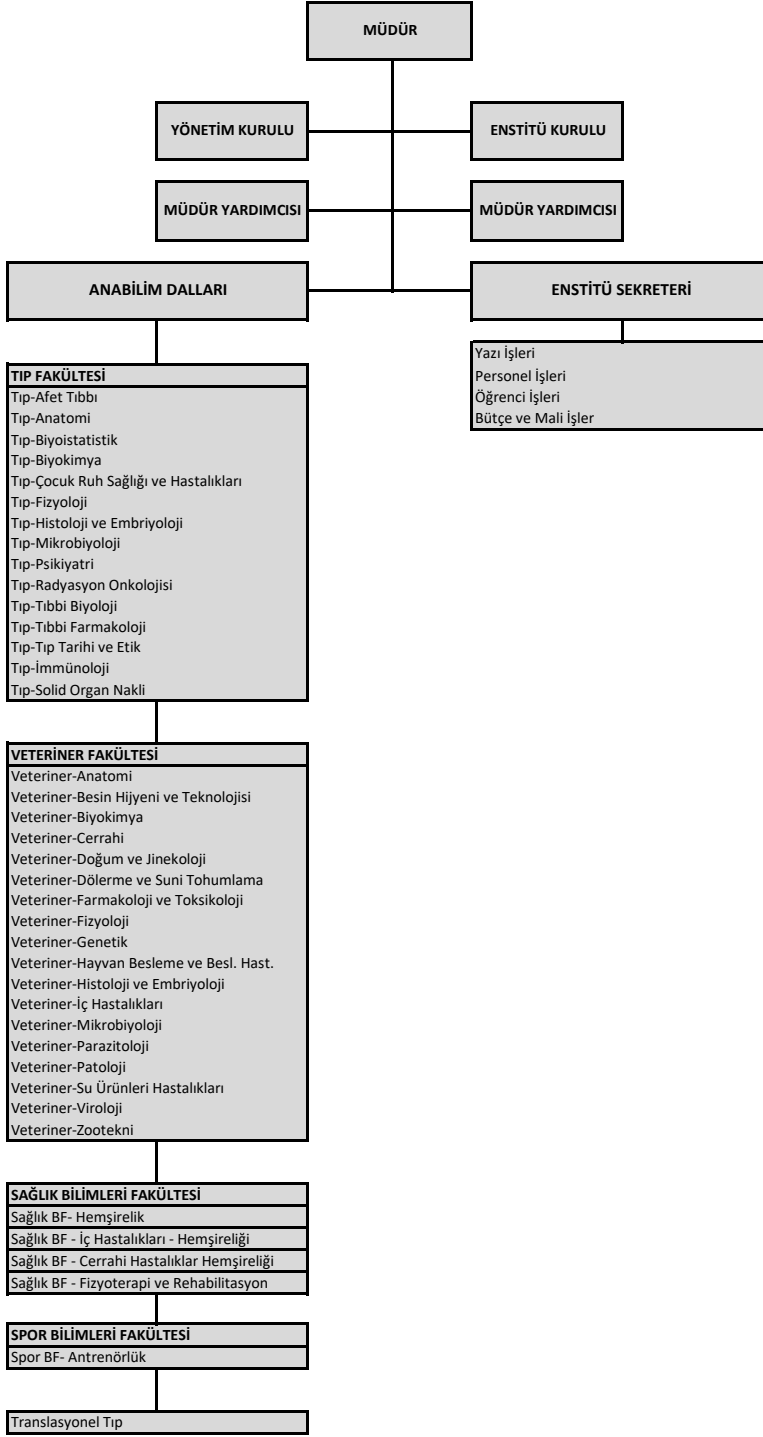 MÜDÜR
YÖNETİM KURULU
ENSTİTÜ KURULU
MÜDÜR YARDIMCISI
MÜDÜR YARDIMCISI
ANABİLİM DALLARI
ENSTİTÜ SEKRETERİ
Yazı İşleri
Personel İşleri
Öğrenci İşleri
Bütçe ve Mali İşler
TIP FAKÜLTESİ
Tıp-Afet Tıbbı
Tıp-Anatomi
Tıp-Biyoistatistik
Tıp-Biyokimya
Tıp-Çocuk Ruh Sağlığı ve Hastalıkları
Tıp-Fizyoloji
Tıp-Histoloji ve Embriyoloji
Tıp-Mikrobiyoloji
Tıp-Psikiyatri
Tıp-Radyasyon Onkolojisi
Tıp-Tıbbi Biyoloji
Tıp-Tıbbi Farmakoloji
Tıp-Tıp Tarihi ve Etik
Tıp-İmmünoloji
Tıp-Solid Organ Nakli
VETERİNER FAKÜLTESİ
Veteriner-Anatomi
Veteriner-Besin Hijyeni ve Teknolojisi
Veteriner-Biyokimya
Veteriner-Cerrahi
Veteriner-Doğum ve Jinekoloji
Veteriner-Dölerme ve Suni Tohumlama
Veteriner-Farmakoloji ve Toksikoloji
Veteriner-Fizyoloji
Veteriner-Genetik
Veteriner-Hayvan Besleme ve Besl. Hast.
Veteriner-Histoloji ve Embriyoloji
Veteriner-İç Hastalıkları
Veteriner-Mikrobiyoloji
Veteriner-Parazitoloji
Veteriner-Patoloji
Veteriner-Su Ürünleri Hastalıkları
Veteriner-Viroloji
Veteriner-Zootekni
SAĞLIK BİLİMLERİ FAKÜLTESİ
Sağlık BF- Hemşirelik
Sağlık BF - İç Hastalıkları - Hemşireliği
Sağlık BF - Cerrahi Hastalıklar Hemşireliği
Sağlık BF - Fizyoterapi ve Rehabilitasyon
SPOR BİLİMLERİ FAKÜLTESİ
Spor BF- Antrenörlük
Translasyonel Tıp